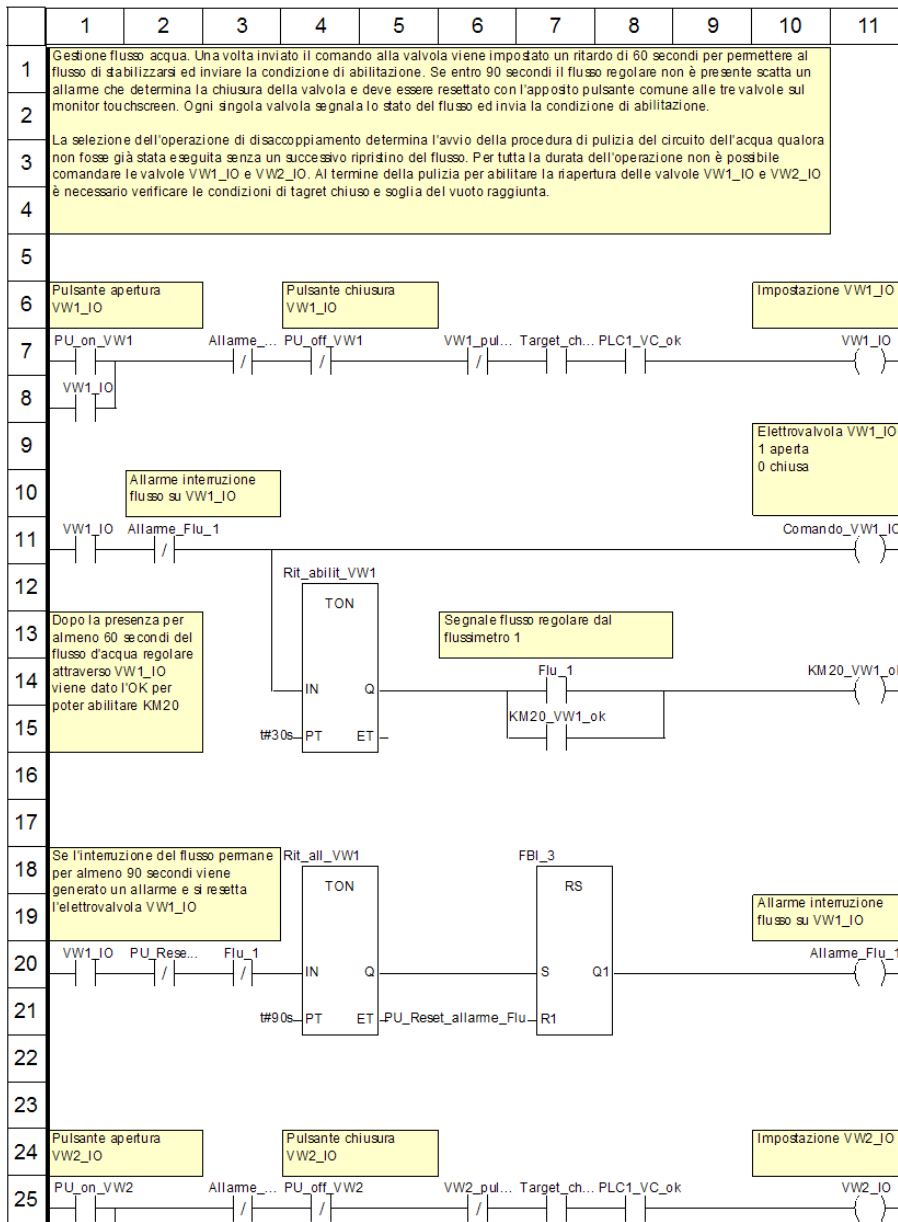 1 2 3 4 5 6 7 8 9 10 11
1
Gestione flusso acqua. Una volta inviato il comando alla valvola viene impostato un ritardo di 60 secondi per permettere al
flusso di stabilizzarsi ed inviare la condizione di abilitazione. Se entro 90 secondi il flusso regolare non è presente scatta un
allarme che determina la chiusura della valvola e deve essere resettato con l'apposito pulsante comune alle tre valvole sul
monitor touchscreen. Ogni singola valvola segnala lo stato del flusso ed invia la condizione di abilitazione.
2
La selezione dell'operazione di disaccoppiamento determina l'avvio della procedura di pulizia del circuito dell'acqua qualora
non fosse già stata eseguita senza un successivo ripristino del flusso. Per tutta la durata dell'operazione non è possibile
comandare le valvole VW1_IO e VW2_IO. Al termine della pulizia per abilitare la riapertura delle valvole VW1_IO e VW2_IO
è necessario verificare le condizioni di tagret chiuso e soglia del vuoto raggiunta.
3
4
5
6
Pulsante apertura
VW1_IO
Pulsante chiusura
VW1_IO
Impostazione VW1_IO
7
PU_on_VW1 Allarme_... PU_off_VW1 VW1_pul... Target_ch... PLC1_VC_ok VW1_IO
8
VW1_IO
9
Elettrovalvola VW1_IO
1 aperta
0 chiusa
10
Allarme interruzione
flusso su VW1_IO
11
VW1_IO Allarme_Flu_1 Comando_VW1_IO
12
Rit_abilit_VW1
TON
13
Dopo la presenza per
almeno 60 secondi del
flusso d'acqua regolare
attraverso VW1_IO
viene dato l'OK per
poter abilitare KM20
Segnale flusso regolare dal
flussimetro 1
14
Flu_1 KM20_VW1_ok
IN Q
15
KM20_VW1_ok
t#30s PT ET
16
17
18
Se l'interruzione del flusso permane
per almeno 90 secondi viene
generato un allarme e si resetta
l'elettrovalvola VW1_IO
Rit_all_VW1 FBI_3
TON RS
19
Allarme interruzione
flusso su VW1_IO
20
VW1_IO PU_Rese... Flu_1 Allarme_Flu_1
IN Q S Q1
21
t#90s PT ET PU_Reset_allarme_Flu R1
22
23
24
Pulsante apertura
VW2_IO
Pulsante chiusura
VW2_IO
Impostazione VW2_IO
25
PU_on_VW2 Allarme_... PU_off_VW2 VW2_pul... Target_ch... PLC1_VC_ok VW2_IO